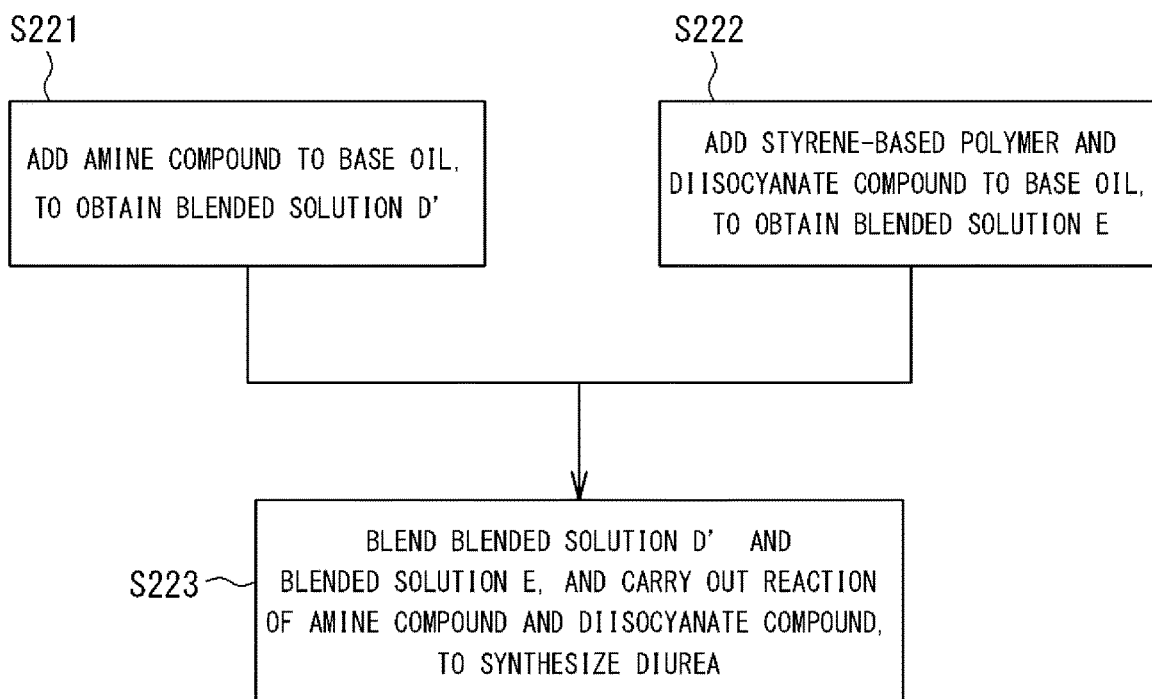 S221
S222
ADD AMINE COMPOUND TO BASE OIL,
TO OBTAIN BLENDED SOLUTION D'
ADD STYRENE-BASED POLYMER AND
DIISOCYANATE COMPOUND TO BASE OIL,
TO OBTAIN BLENDED SOLUTION E
S223
BLEND BLENDED SOLUTION D' AND
BLENDED SOLUTION E, AND CARRY OUT REACTION
OF AMINE COMPOUND AND DIISOCYANATE COMPOUND,
TO SYNTHESIZE DIUREA